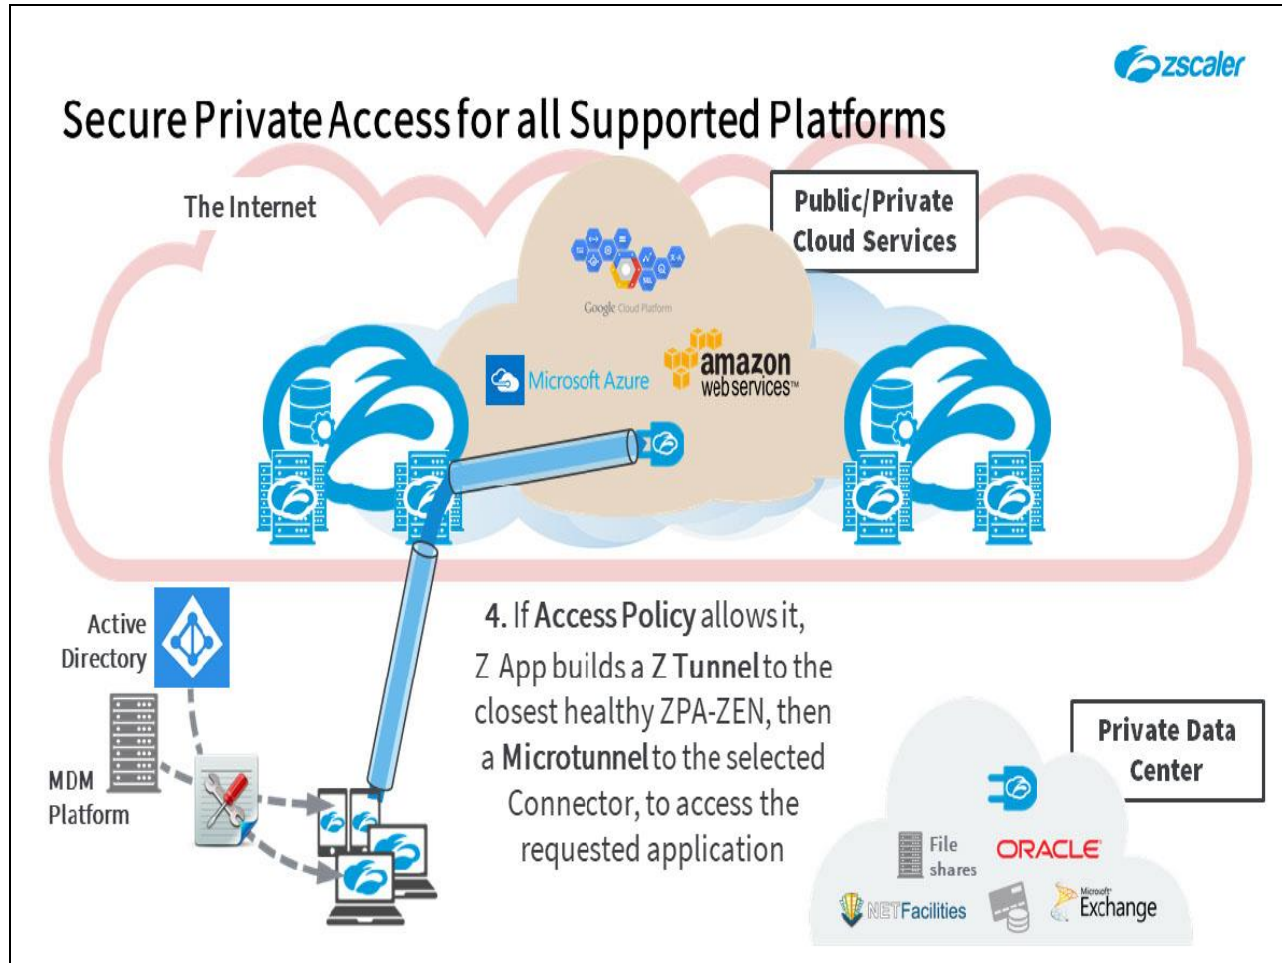 zscaler
Secure Private Access for all Supported Platforms
The Internet
Public/Private
Cloud Services
Google Cloud Platform
Microsoft Azure
amazon
web services™
Active
Directory
MDM
Platform
4. If Access Policy allows it,
Z App builds a Z Tunnel to the
closest healthy ZPA-ZEN, then
a Microtunnel to the selected
Connector, to access the
requested application
Private Data
Center
File
shares
ORACLE
NETFacilities
Microsoft
Exchange